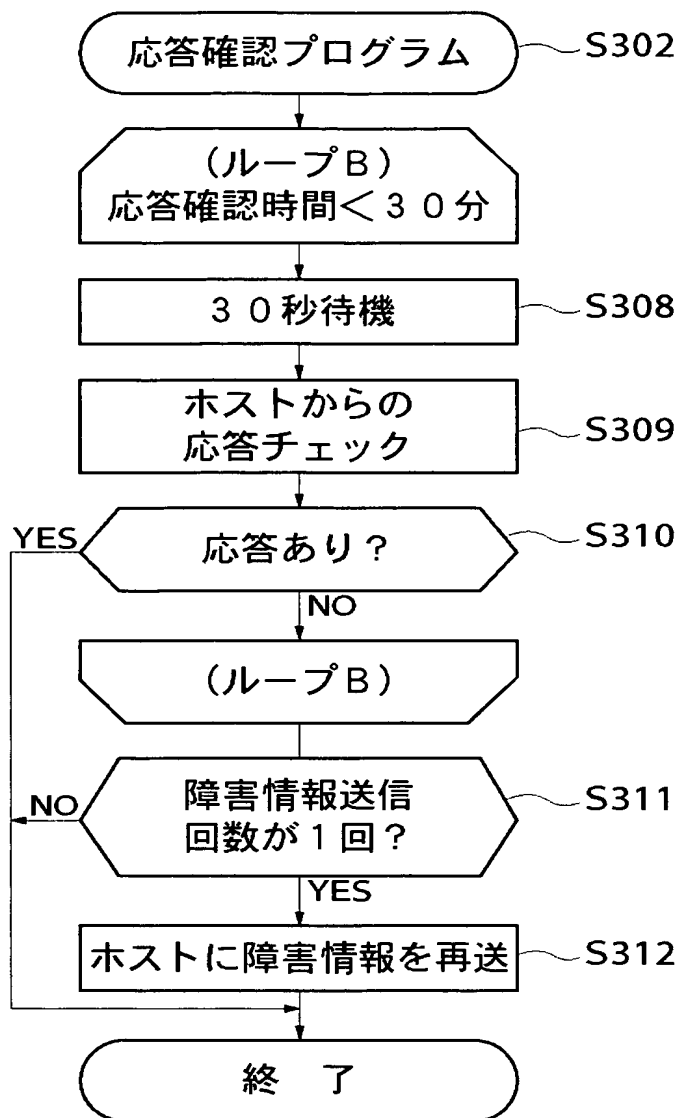 応答確認プログラム
S302
(ループB)
応答確認時間<30分
30秒待機
S308
ホストからの
応答チェック
S309
応答あり?
S310
YES
NO
(ループB)
障害情報送信
回数が1回?
S311
NO
YES
ホストに障害情報を再送
S312
終 了